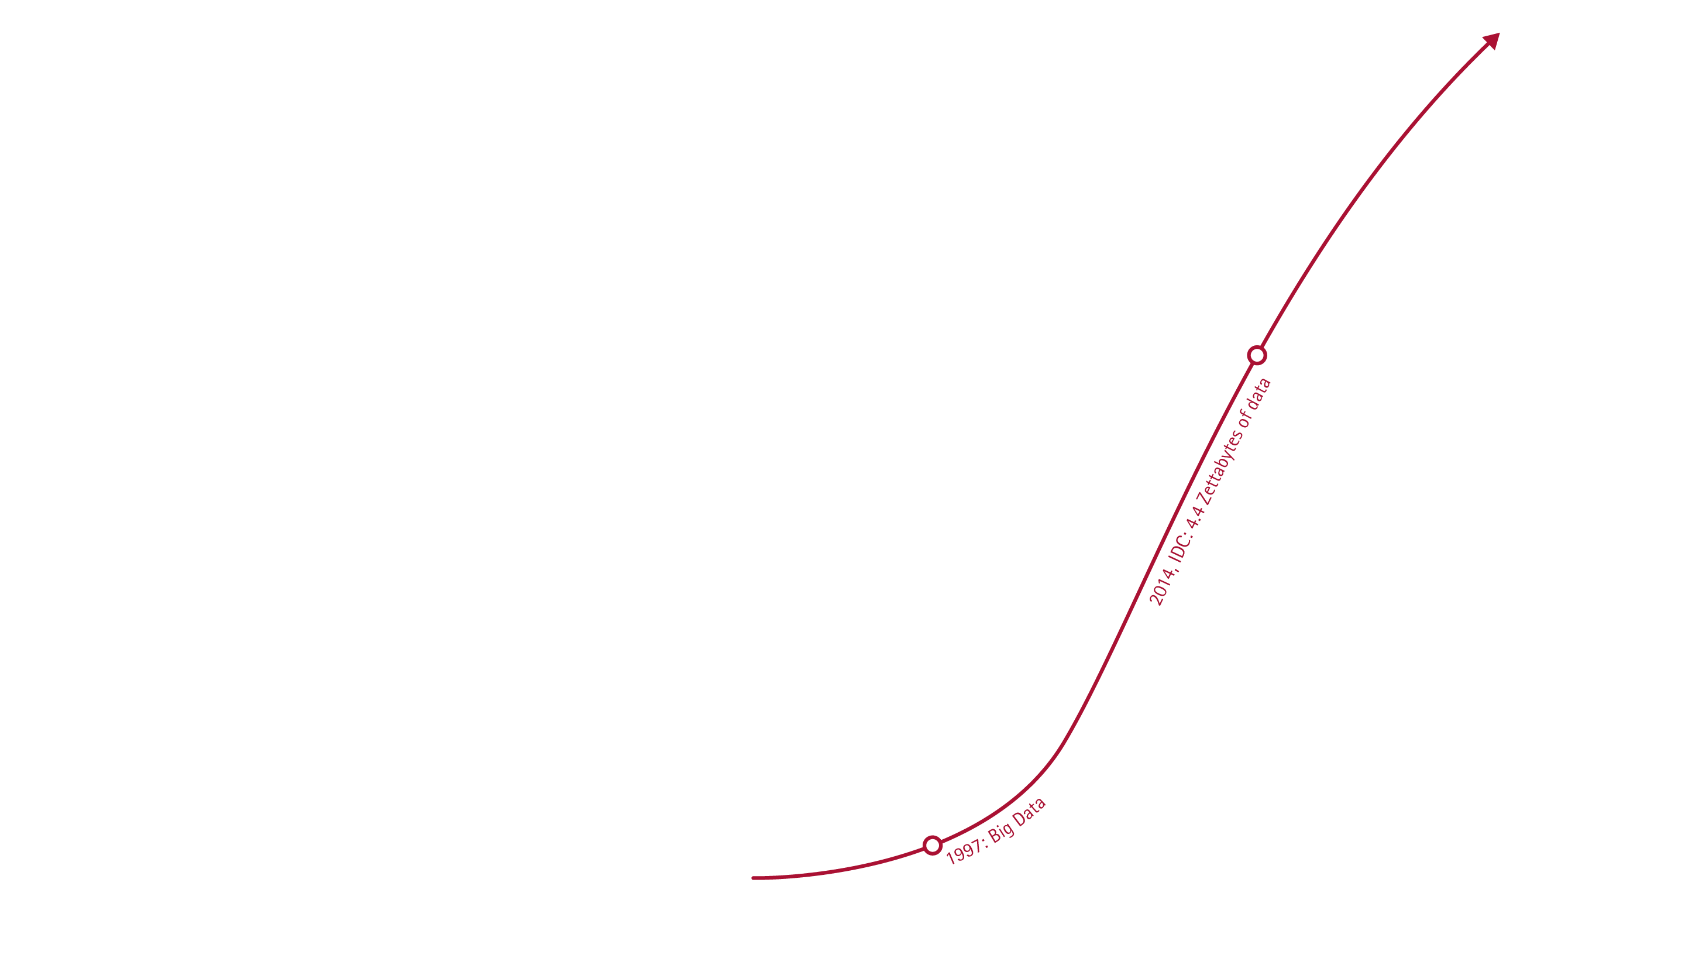 2014, IDC: 4.4 Zettabytes of data
1997: Big Data